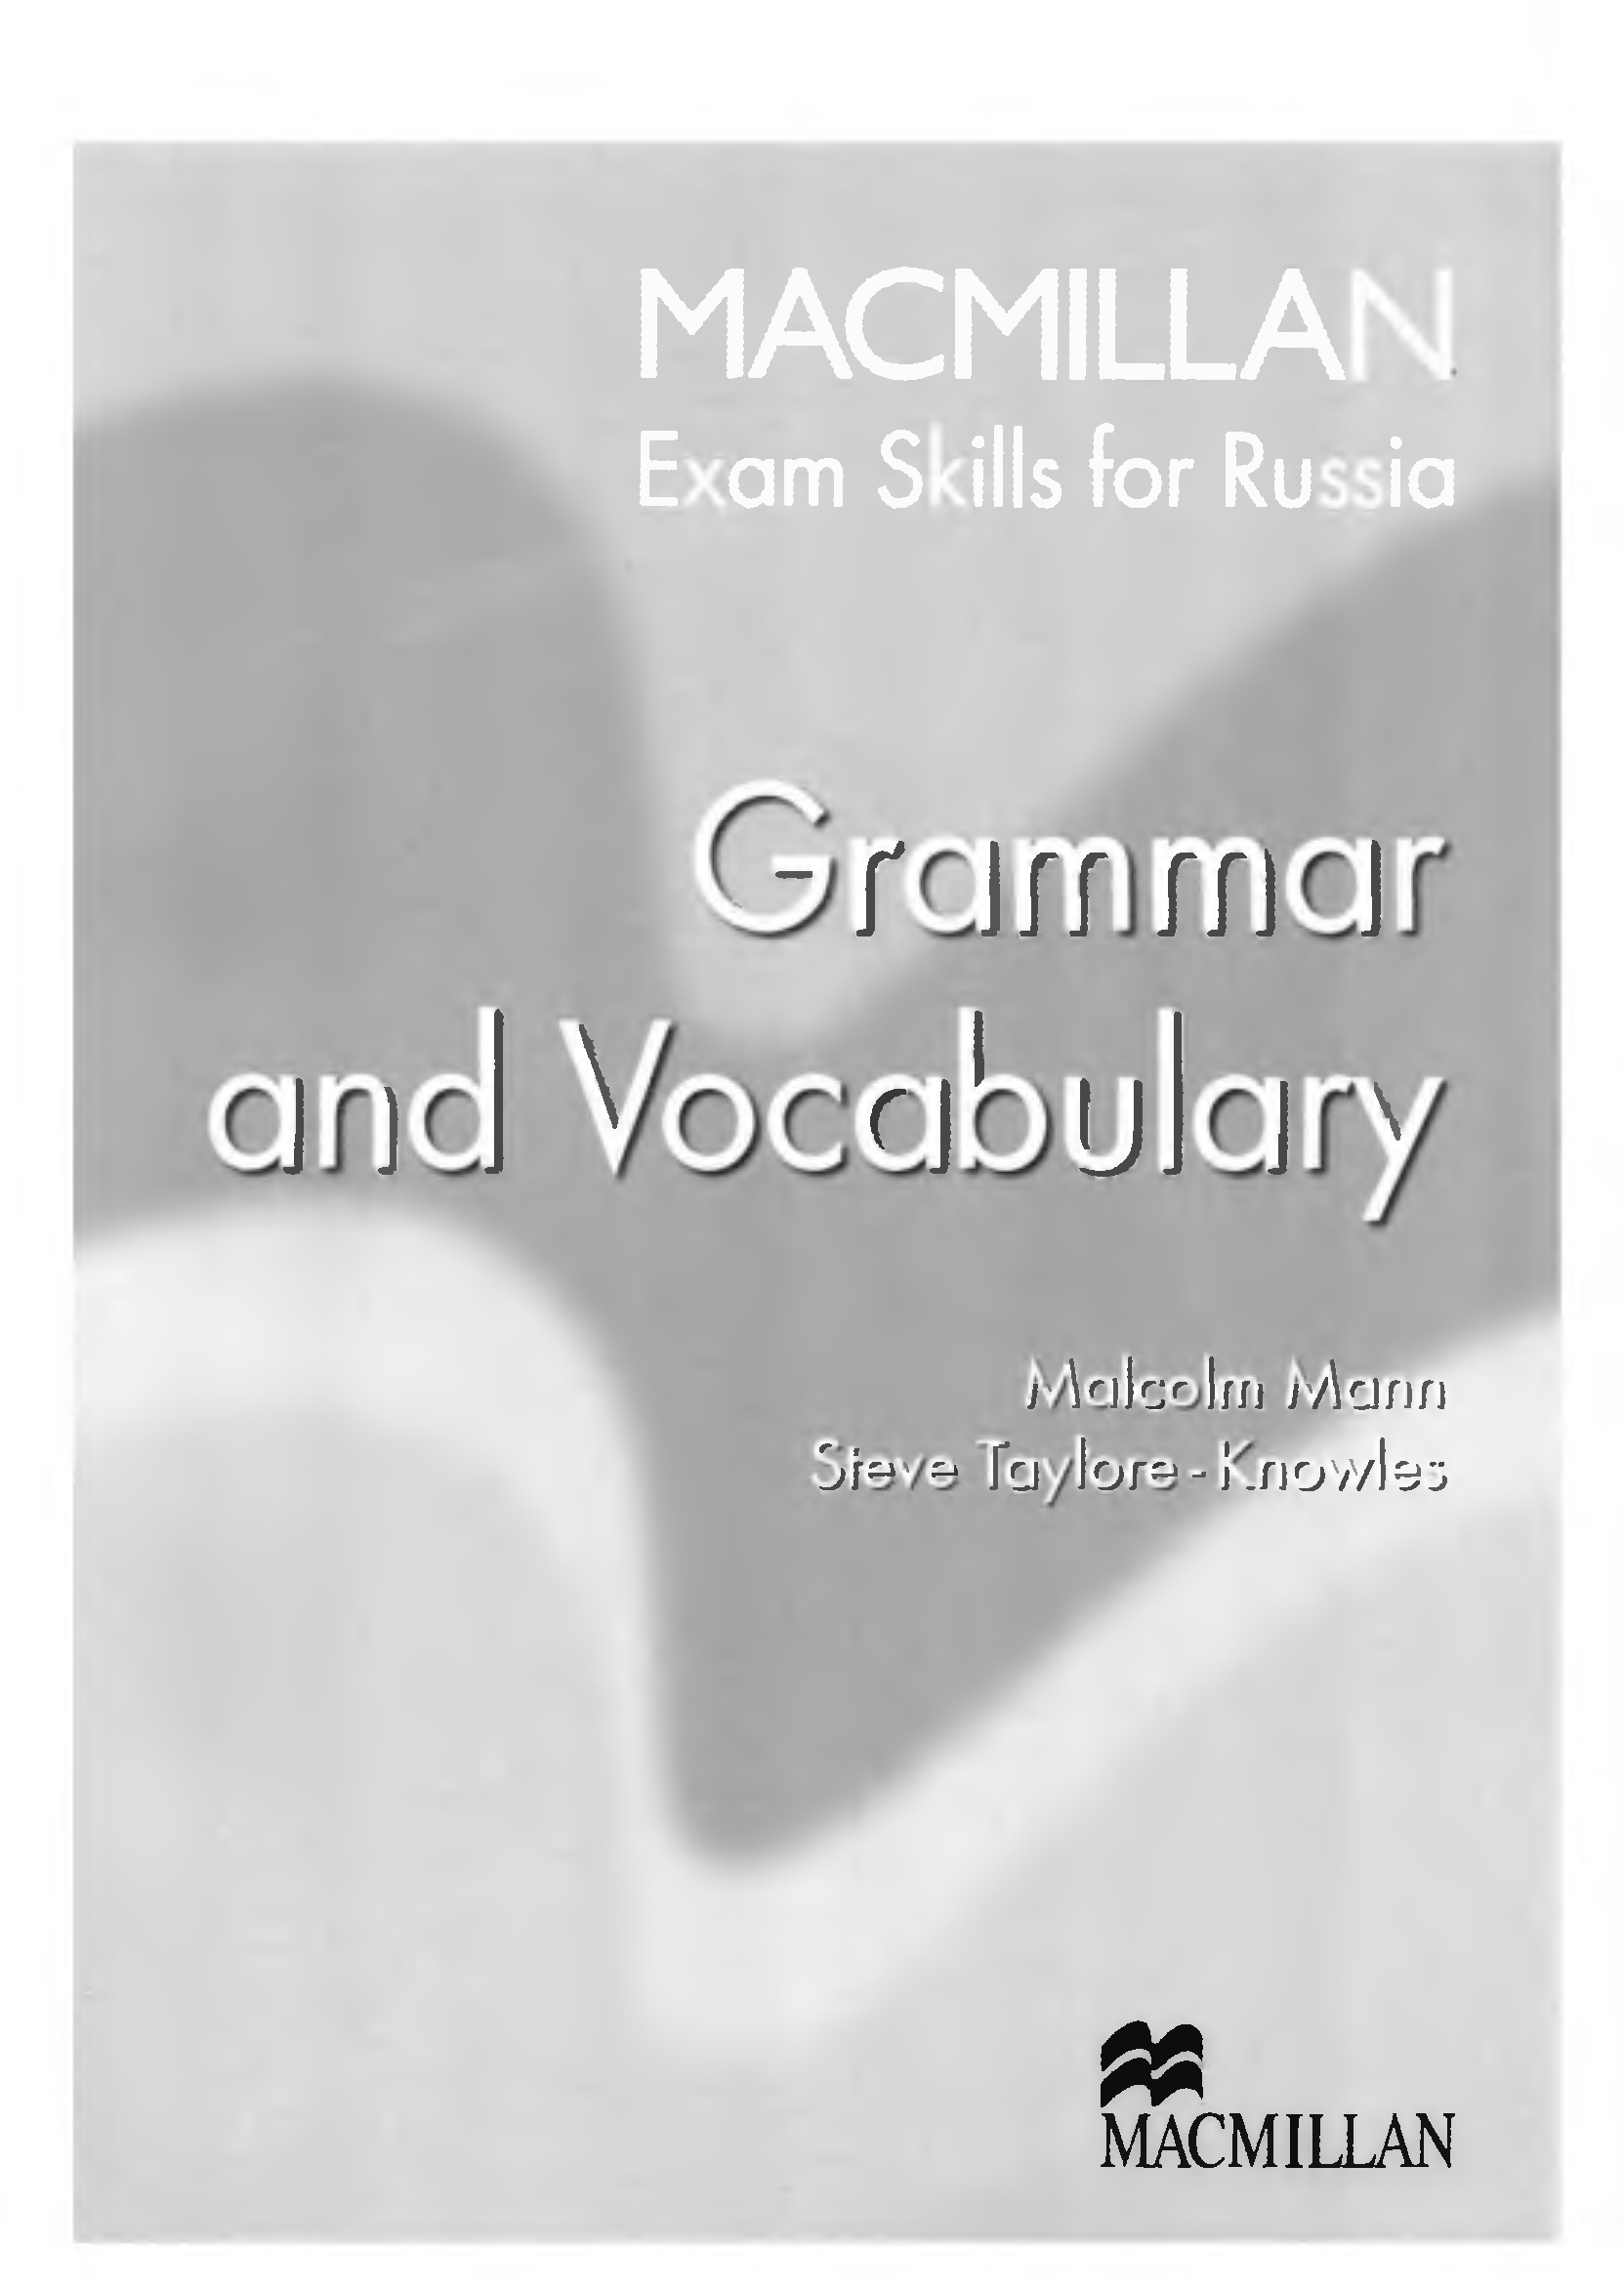 MACMILLAN
Exam Skills for Russia
Grammar
and Vocabulary
Malcolm Mann
Steve Taylore-Knowles
MACMILLAN